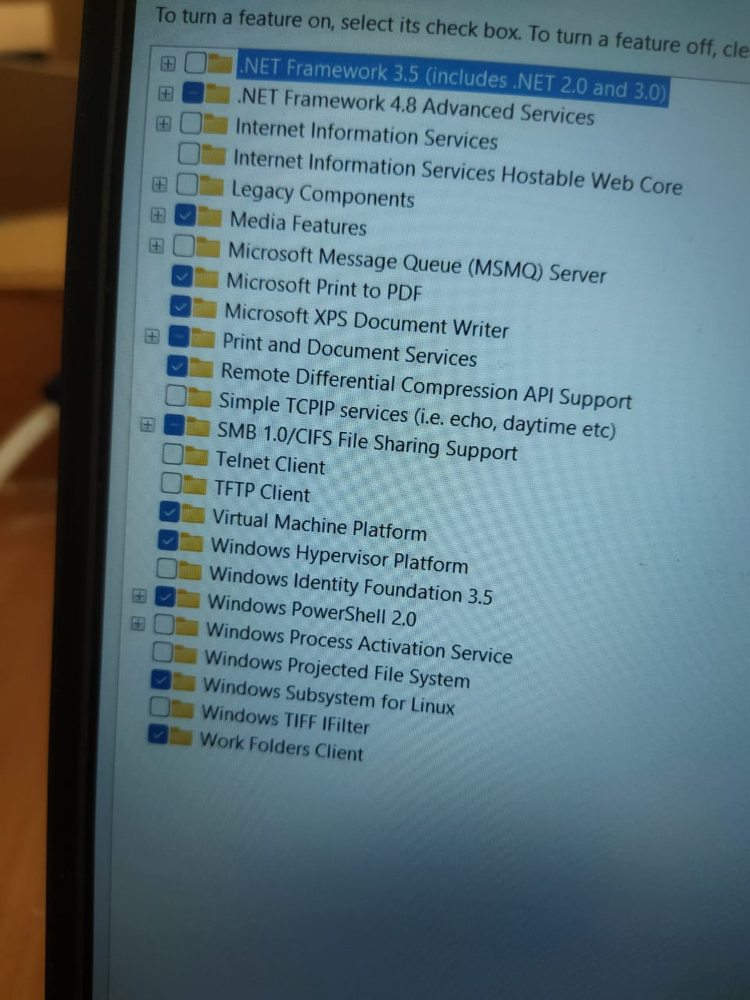 To turn a feature on, select its check box. To turn a feature off, cle
.NET Framework 3.5 (includes .NET 2.0 and 3.0)
.NET Framework 4.8 Advanced Services
Internet Information Services
Internet Information Services Hostable Web Core
Legacy Components
Media Features
Microsoft Message Queue (MSMQ) Server
Microsoft Print to PDF
Microsoft XPS Document Writer
Print and Document Services
Remote Differential Compression API Support
Simple TCPIP services (i.e. echo, daytime etc)
SMB 1.0/CIFS File Sharing Support
Telnet Client
TFTP Client
Virtual Machine Platform
Windows Hypervisor Platform
Windows Identity Foundation 3.5
Windows PowerShell 2.0
Windows Process Activation Service
Windows Projected File System
Windows Subsystem for Linux
Windows TIFF IFilter
Work Folders Client